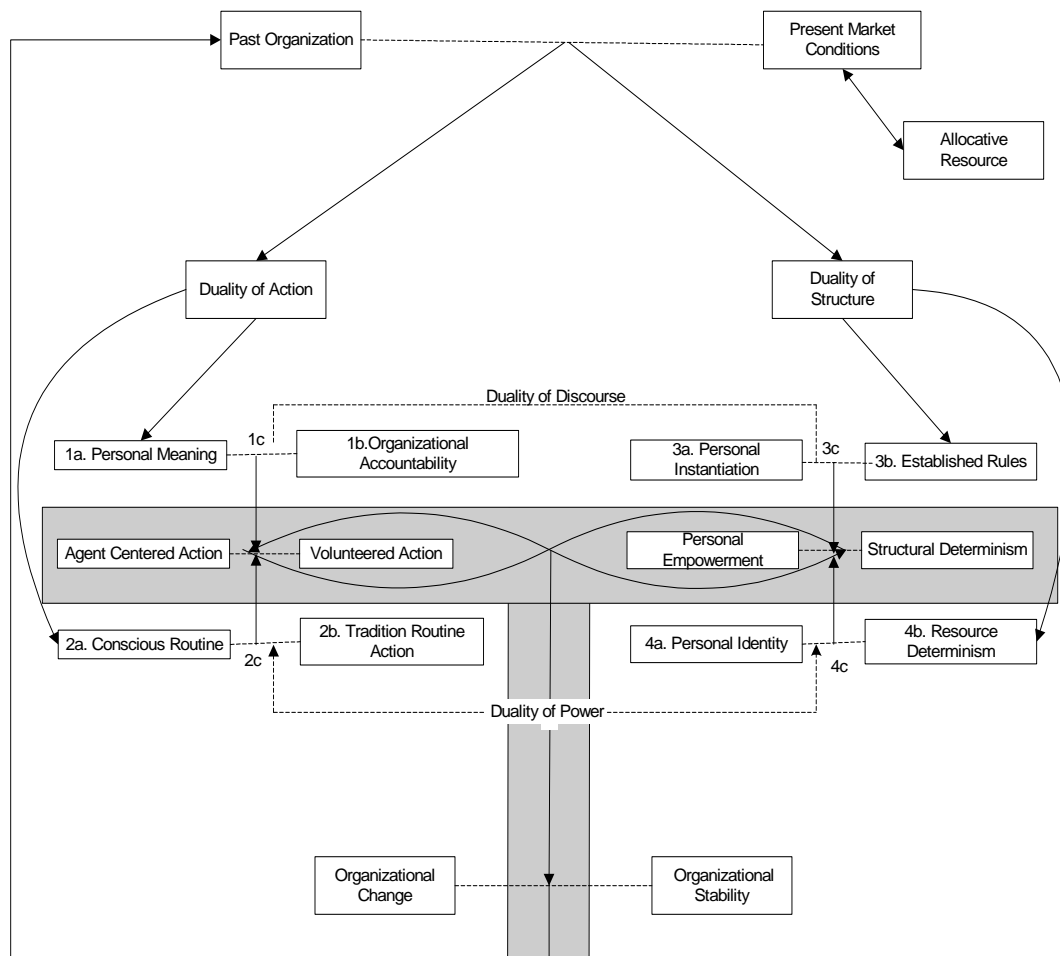 Past Organization
Present Market
Conditions
Allocative
Resource
Duality of Action
Duality of
Structure
Duality of Discourse
1c
3c
1a. Personal Meaning
1b.Organizational
Accountability
3a. Personal
Instantiation
3b. Established Rules
Agent Centered Action
Volunteered Action
Personal
Empowerment
Structural Determinism
2a. Conscious Routine
2b. Tradition Routine
Action
4a. Personal Identity
4b. Resource
Determinism
2c
4c
Duality of Power
Organizational
Change
Organizational
Stability